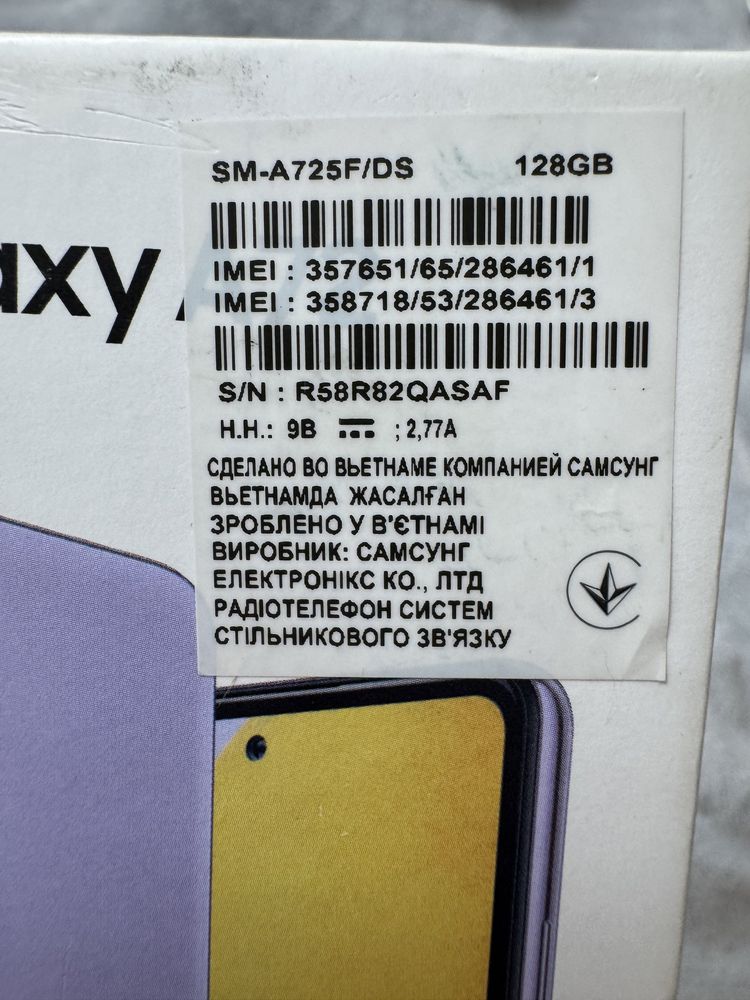 SM-A725F/DS 128GB
axy A
IMEI : 357651/65/286461/1
IMEI : 358718/53/286461/3
S/N : R58R82QASAF
Н.Н.: 9В ⎓ ; 2,77А
СДЕЛАНО ВО ВЬЕТНАМЕ КОМПАНИЕЙ САМСУНГ
ВЬЕТНАМДА ЖАСАЛҒАН
ЗРОБЛЕНО У В'ЄТНАМІ
ВИРОБНИК: САМСУНГ
ЕЛЕКТРОНІКС КО., ЛТД
РАДІОТЕЛЕФОН СИСТЕМ
СТІЛЬНИКОВОГО ЗВ'ЯЗКУ